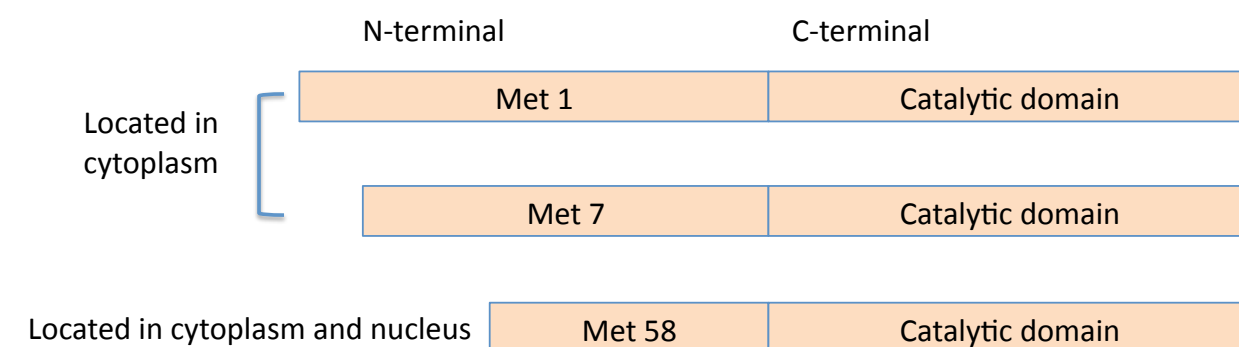 N-terminal C-terminal
Met 1 Catalytic domain
Located in
cytoplasm
Met 7 Catalytic domain
Located in cytoplasm and nucleus Met 58 Catalytic domain